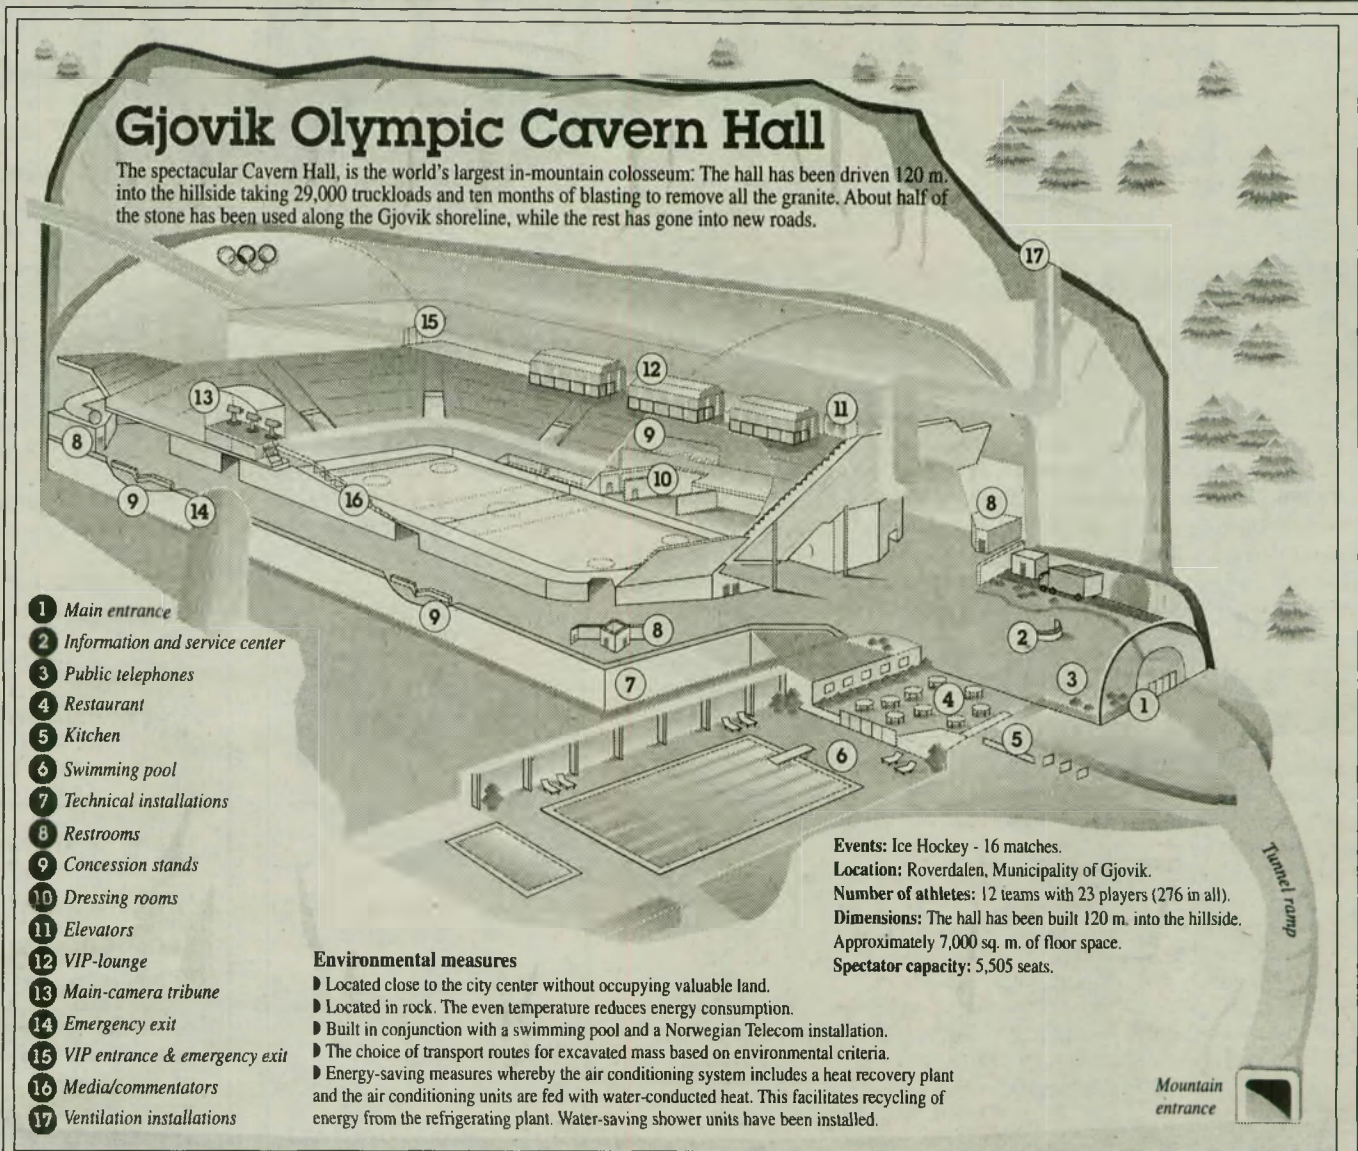 Gjovik Olympic Cavern Hall
The spectacular Cavern Hall, is the world's largest in-mountain colosseum: The hall has been driven 120 m.
into the hillside taking 29,000 truckloads and ten months of blasting to remove all the granite. About half of
the stone has been used along the Gjovik shoreline, while the rest has gone into new roads.
17
15
12
13
11
9
8
10
9
14
16
8
9
8
2
7
3
4
1
5
6
1 Main entrance
2 Information and service center
3 Public telephones
4 Restaurant
5 Kitchen
6 Swimming pool
7 Technical installations
8 Restrooms
9 Concession stands
10 Dressing rooms
11 Elevators
12 VIP-lounge
13 Main-camera tribune
14 Emergency exit
15 VIP entrance & emergency exit
16 Media/commentators
17 Ventilation installations
Events: Ice Hockey - 16 matches.
Location: Roverdalen, Municipality of Gjovik.
Number of athletes: 12 teams with 23 players (276 in all).
Dimensions: The hall has been built 120 m. into the hillside.
Approximately 7,000 sq. m. of floor space.
Spectator capacity: 5,505 seats.
Tunnel ramp
Environmental measures
◗ Located close to the city center without occupying valuable land.
◗ Located in rock. The even temperature reduces energy consumption.
◗ Built in conjunction with a swimming pool and a Norwegian Telecom installation.
◗ The choice of transport routes for excavated mass based on environmental criteria.
◗ Energy-saving measures whereby the air conditioning system includes a heat recovery plant
and the air conditioning units are fed with water-conducted heat. This facilitates recycling of
energy from the refrigerating plant. Water-saving shower units have been installed.
Mountain
entrance